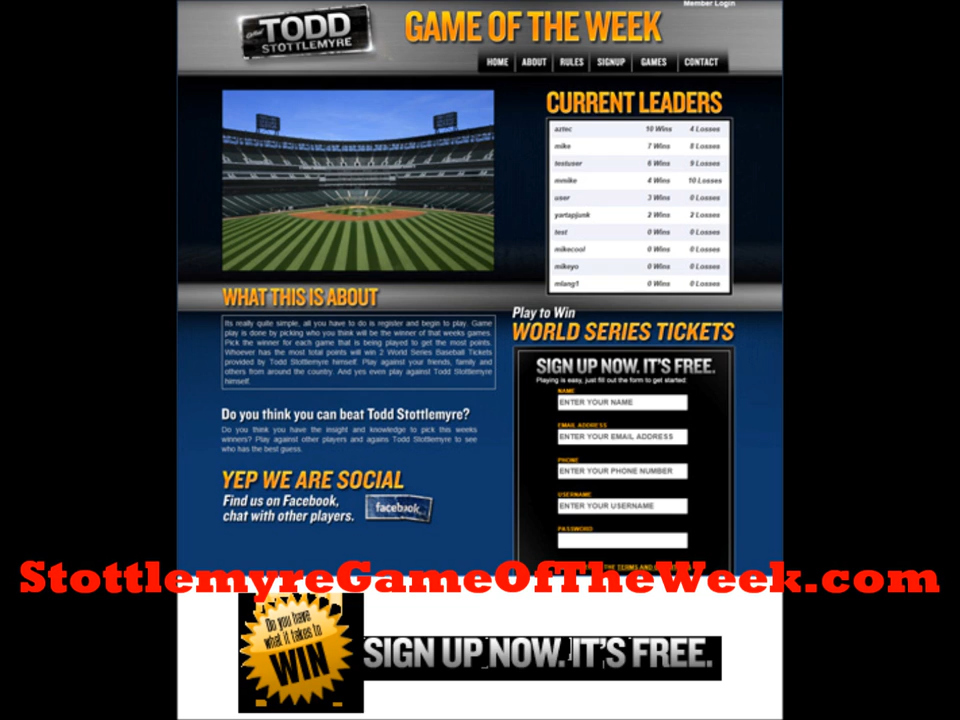 Member Login
TODD
STOTTLEMYRE
GAME OF THE WEEK
HOME ABOUT RULES SIGNUP GAMES CONTACT
CURRENT LEADERS
aztec 10 Wins 4 Losses
mike 7 Wins 8 Losses
testuser 6 Wins 9 Losses
mmike 4 Wins 10 Losses
user 3 Wins 0 Losses
yartapjunk 2 Wins 2 Losses
test 0 Wins 0 Losses
mikecool 0 Wins 0 Losses
mikeyo 0 Wins 0 Losses
mlang1 0 Wins 0 Losses
WHAT THIS IS ABOUT
Its really quite simple, all you have to do is register and begin to play. Game
play is done by picking who you think will be the winner of that weeks games.
Pick the winner for each game that is being played to get the most points.
Whoever has the most total points will win 2 World Series Baseball Tickets
provided by Todd Stottlemyre himself. Play against your friends, family and
others from around the country. And yes even play against Todd Stottlemyre
himself.
Do you think you can beat Todd Stottlemyre?
Do you think you have the insight and knowledge to pick this weeks
winners? Play against other players and agains Todd Stottlemyre to see
who has the best guess.
YEP WE ARE SOCIAL
Find us on Facebook,
chat with other players.
facebook
Play to Win
WORLD SERIES TICKETS
SIGN UP NOW. IT'S FREE.
Playing is easy, just fill out the form to get started.
NAME
ENTER YOUR NAME
EMAIL ADDRESS
ENTER YOUR EMAIL ADDRESS
PHONE
ENTER YOUR PHONE NUMBER
USERNAME
ENTER YOUR USERNAME
PASSWORD
THE TERMS AND
StottlemyreGameOfTheWeek.com
Do you have
what it takes to
WIN
SIGN UP NOW. IT'S FREE.